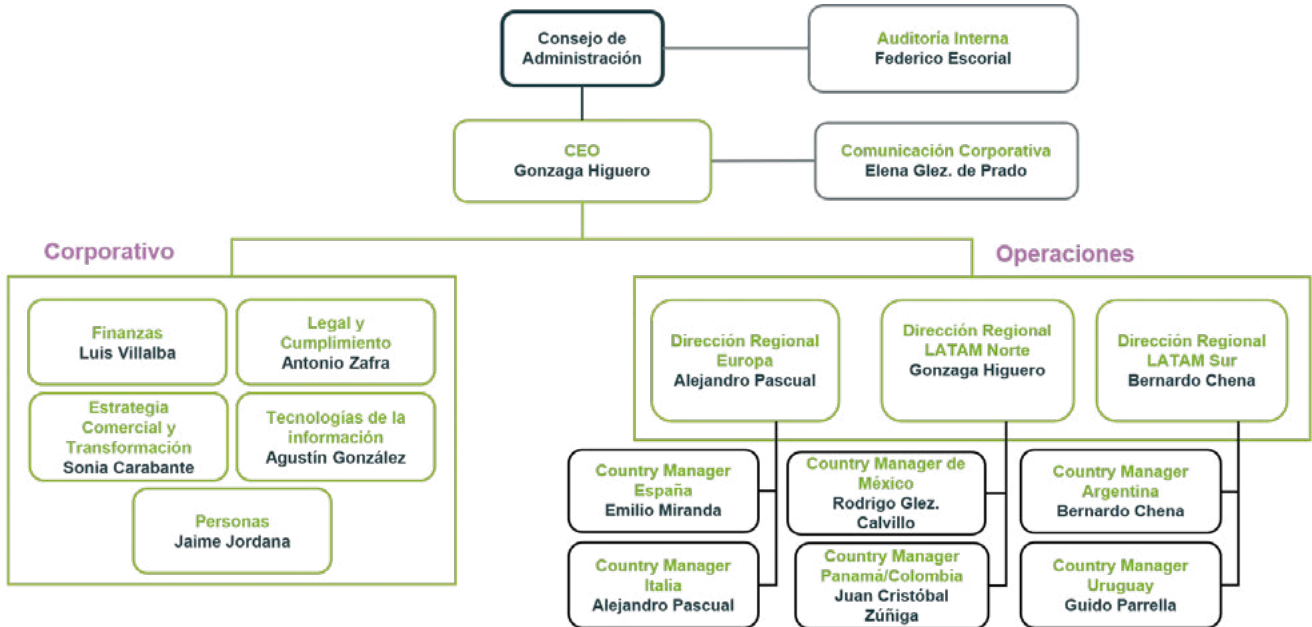 Consejo de
Administración
Auditoría Interna
Federico Escorial
CEO
Gonzaga Higuero
Comunicación Corporativa
Elena Glez. de Prado
Corporativo
Operaciones
Finanzas
Luis Villalba
Legal y
Cumplimiento
Antonio Zafra
Estrategia
Comercial y
Transformación
Sonia Carabante
Tecnologías de la
información
Agustín González
Personas
Jaime Jordana
Dirección Regional
Europa
Alejandro Pascual
Dirección Regional
LATAM Norte
Gonzaga Higuero
Dirección Regional
LATAM Sur
Bernardo Chena
Country Manager
España
Emilio Miranda
Country Manager de
México
Rodrigo Glez.
Calvillo
Country Manager
Argentina
Bernardo Chena
Country Manager
Italia
Alejandro Pascual
Country Manager
Panamá/Colombia
Juan Cristóbal
Zúñiga
Country Manager
Uruguay
Guido Parrella